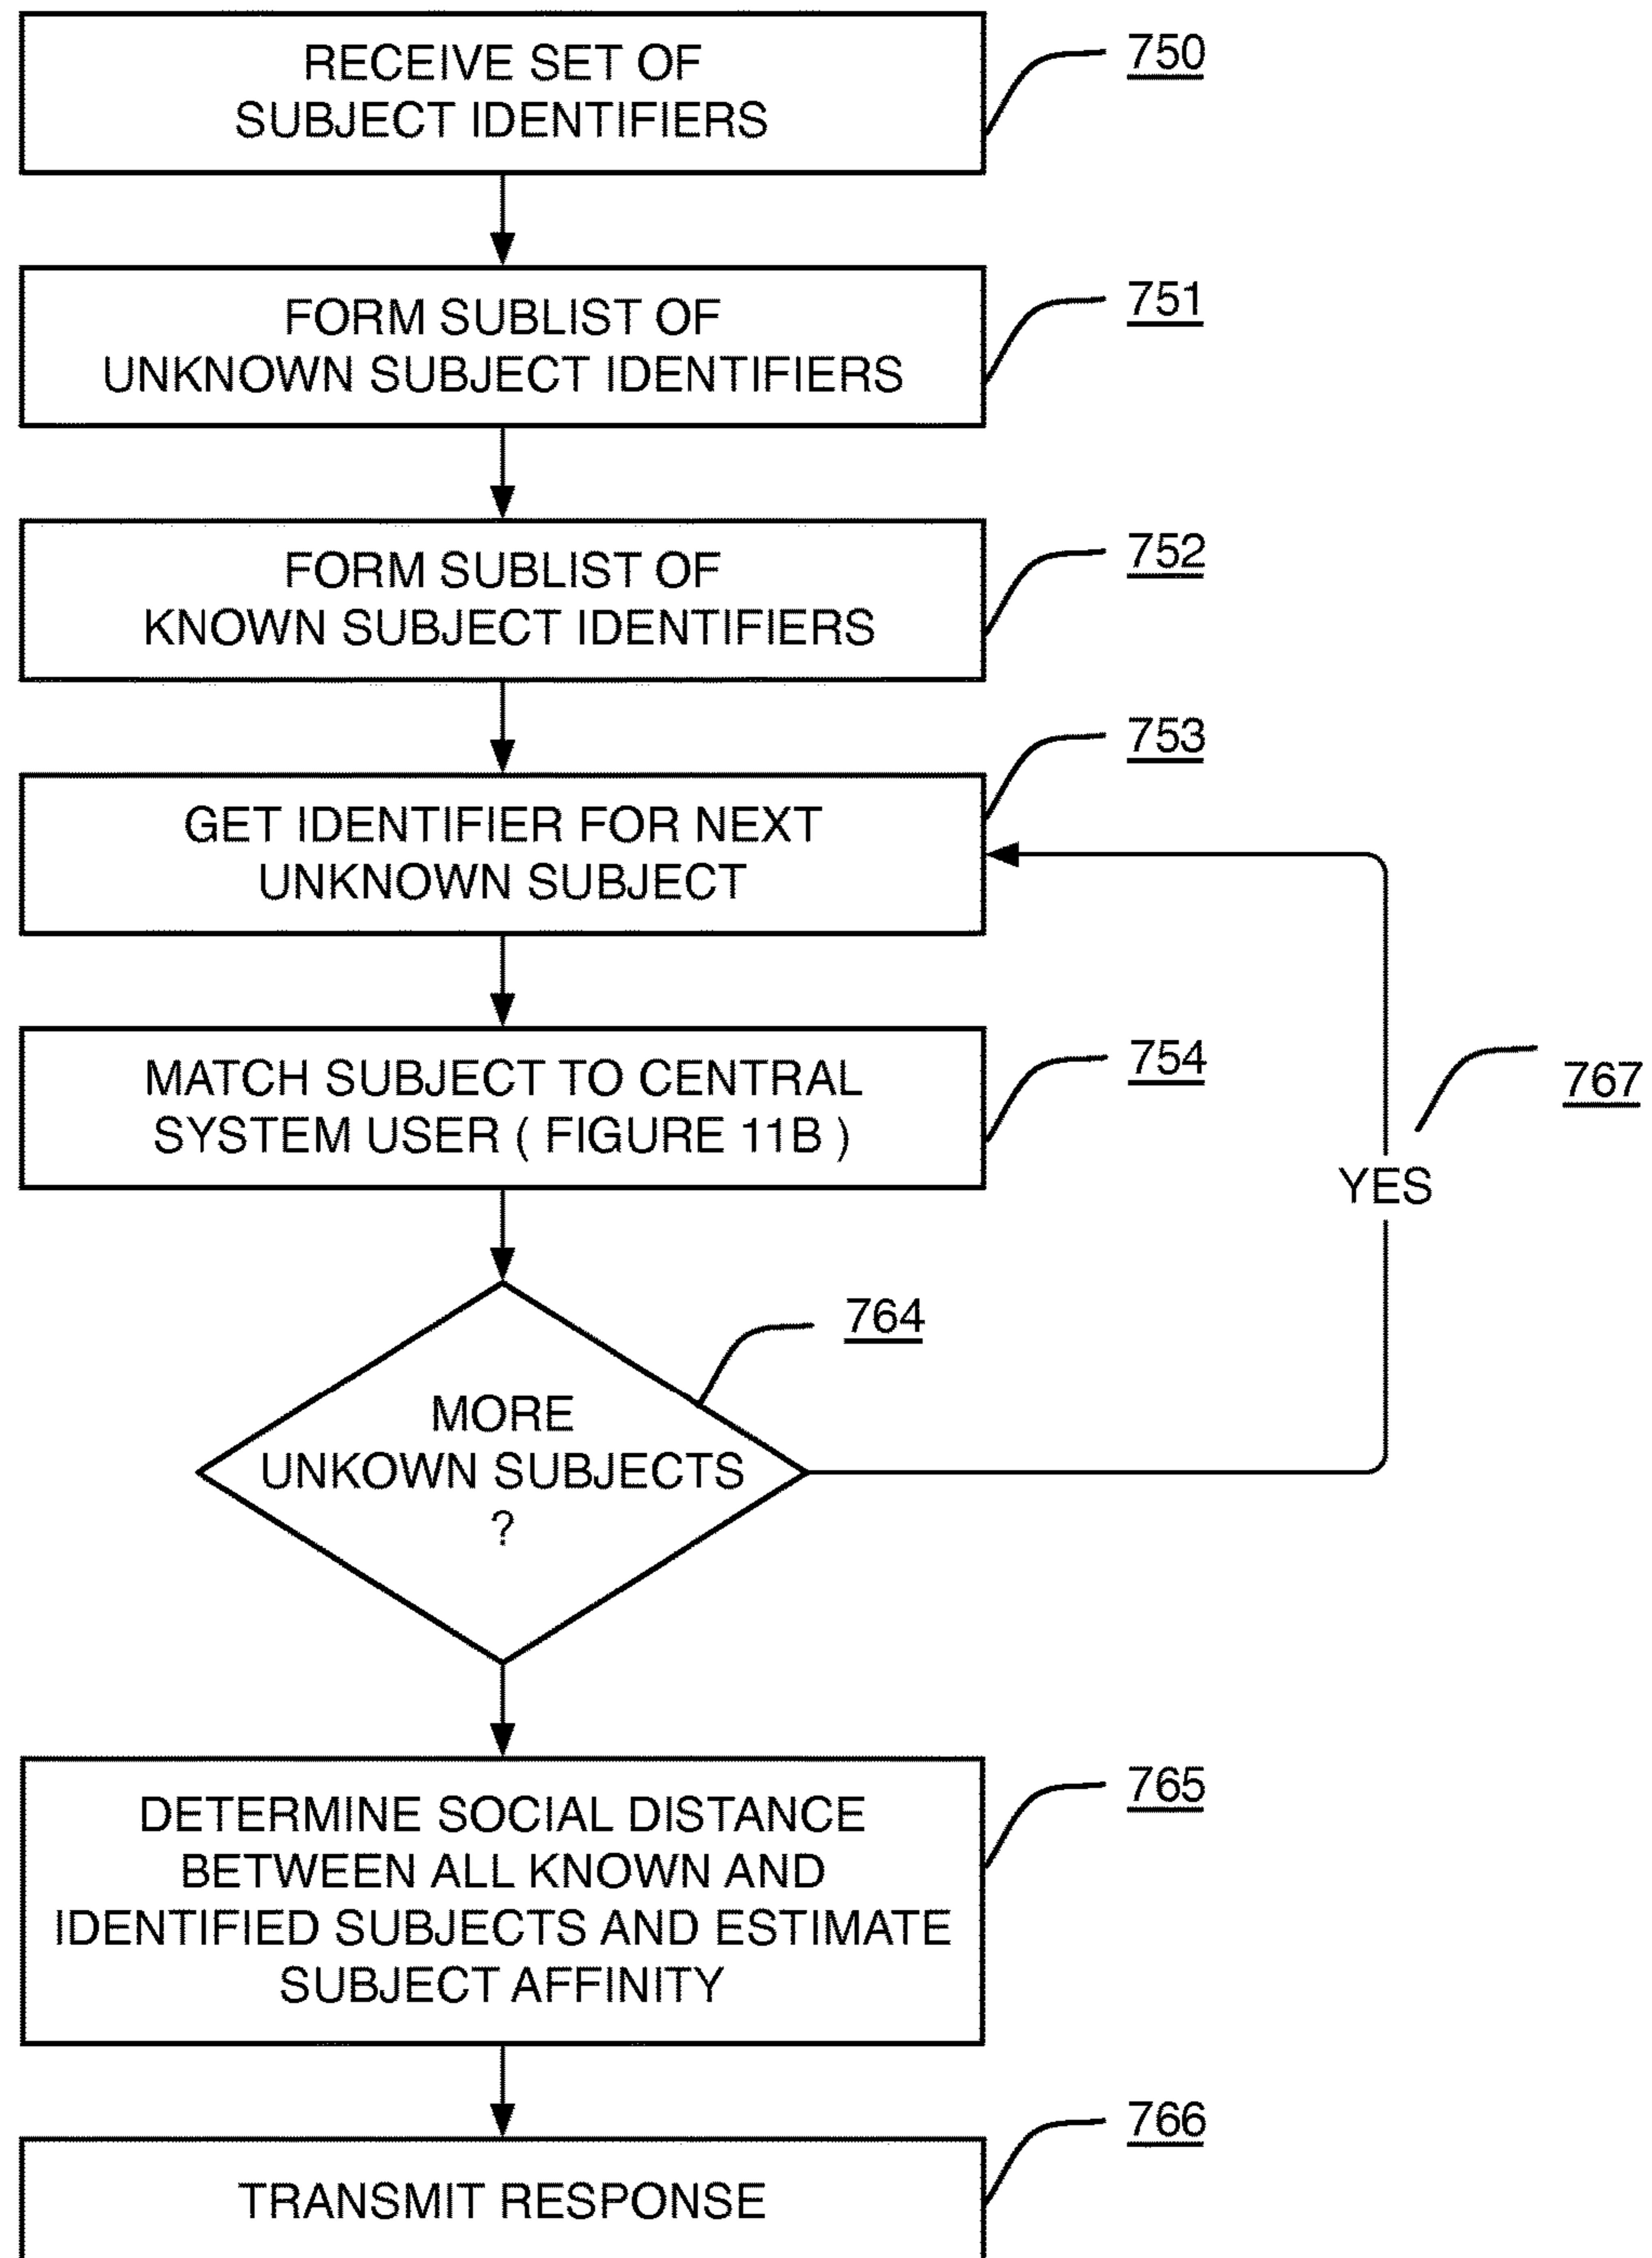 RECEIVE SET OF
SUBJECT IDENTIFIERS
750
FORM SUBLIST OF
UNKNOWN SUBJECT IDENTIFIERS
751
FORM SUBLIST OF
KNOWN SUBJECT IDENTIFIERS
752
GET IDENTIFIER FOR NEXT
UNKNOWN SUBJECT
753
MATCH SUBJECT TO CENTRAL
SYSTEM USER ( FIGURE 11B )
754
767
YES
764
MORE
UNKOWN SUBJECTS
?
DETERMINE SOCIAL DISTANCE
BETWEEN ALL KNOWN AND
IDENTIFIED SUBJECTS AND ESTIMATE
SUBJECT AFFINITY
765
TRANSMIT RESPONSE
766